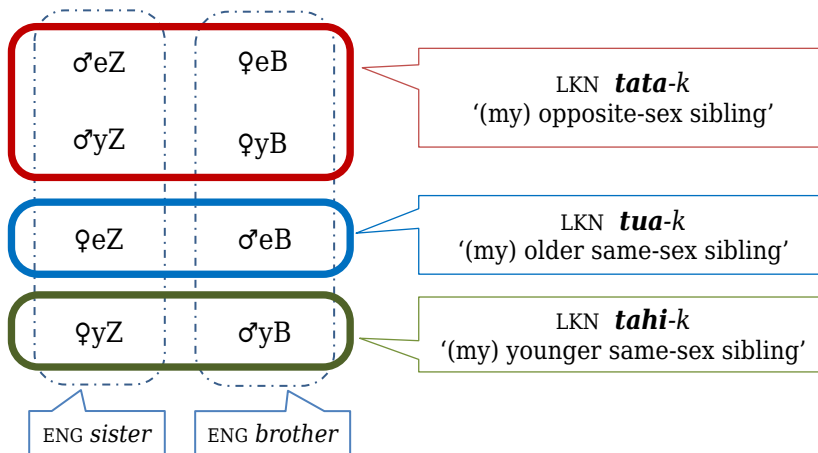 ♂eZ ♀eB
♂yZ ♀yB
LKN tata-k
‘(my) opposite-sex sibling’
♀eZ ♂eB
LKN tua-k
‘(my) older same-sex sibling’
♀yZ ♂yB
LKN tahi-k
‘(my) younger same-sex sibling’
ENG sister
ENG brother